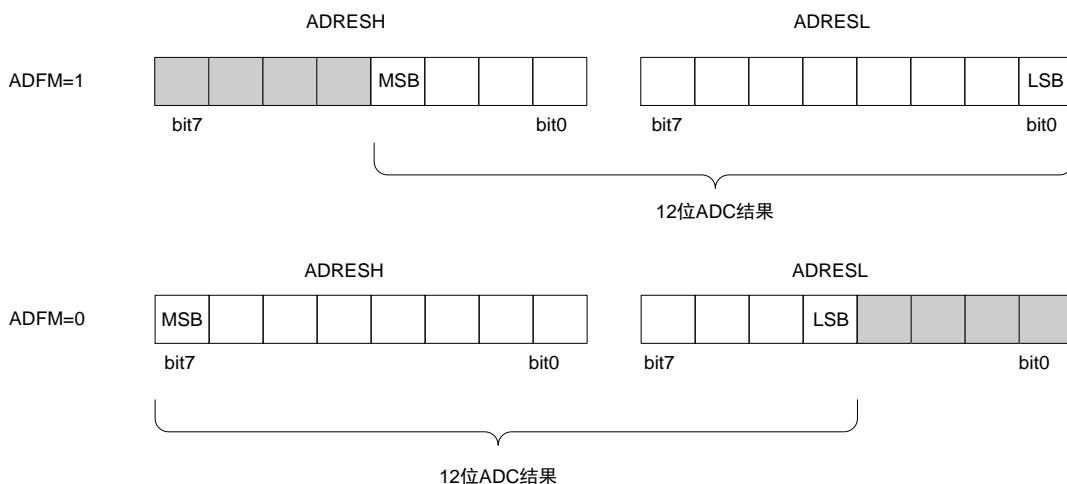 ADRESH ADRESL
ADFM=1 MSB LSB
bit7 bit0 bit7 bit0
12位ADC结果
ADRESH ADRESL
ADFM=0 MSB LSB
bit7 bit0 bit7 bit0
12位ADC结果